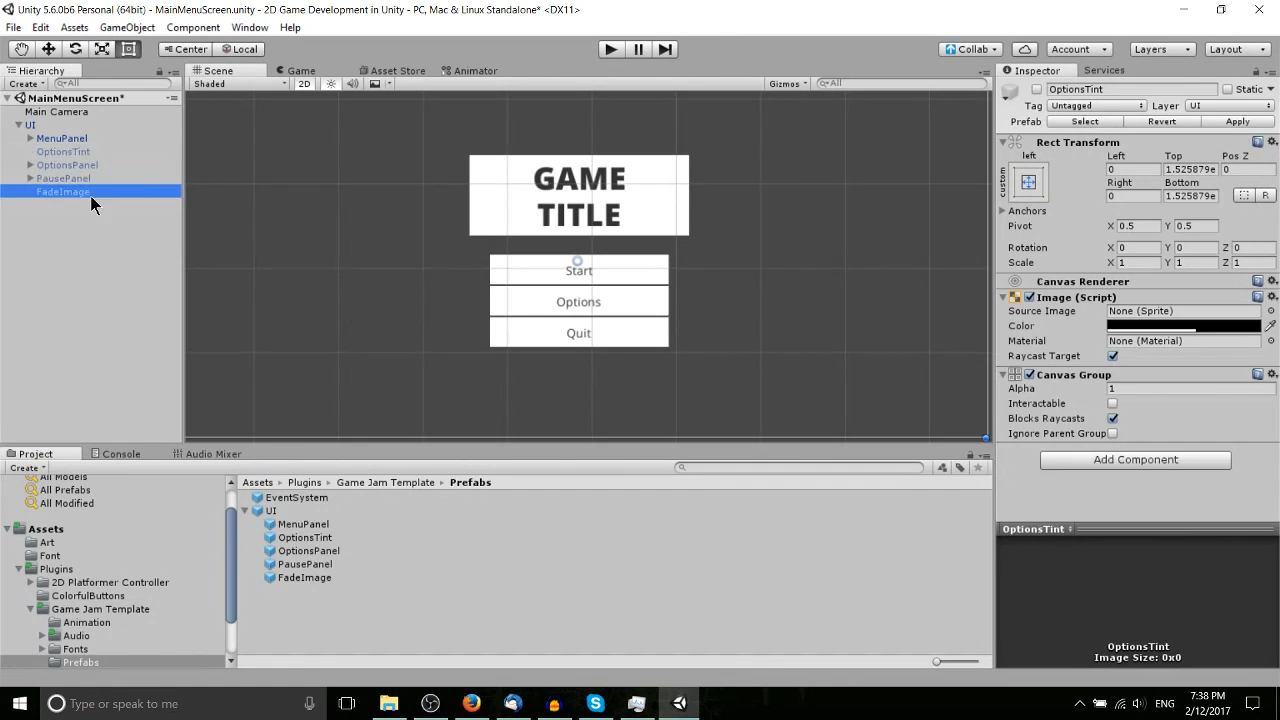 Unity 5.6.0b6 Personal (64bit) - MainMenuScreen.unity - 2D Game Development in Unity - PC, Mac & Linux Standalone* <DX11>
File Edit Assets GameObject Component Window Help
Center Local Collab Account Layers Layout
Hierarchy Scene Game Asset Store Animator Inspector Services
Create All Shaded 2D Gizmos All OptionsTint Static
MainMenuScreen*
Tag Untagged Layer UI
Main Camera
Prefab Select Revert Apply
UI
MenuPanel
Rect Transform
OptionsTint
left Left Top Pos Z
OptionsPanel
0 1.525879e 0
PausePanel
custom Right Bottom
FadeImage
0 1.525879e R
GAME
TITLE
Anchors
Pivot X 0.5 Y 0.5
Rotation X 0 Y 0 Z 0
Scale X 1 Y 1 Z 1
Start
Options
Quit
Canvas Renderer
Image (Script)
Source Image None (Sprite)
Color
Material None (Material)
Raycast Target
Canvas Group
Alpha 1
Interactable
Blocks Raycasts
Ignore Parent Group
Add Component
Project Console Audio Mixer
Create
All Models
All Prefabs
All Modified
Assets
Art
Font
Plugins
2D Platformer Controller
ColorfulButtons
Game Jam Template
Animation
Audio
Fonts
Prefabs
Assets Plugins Game Jam Template Prefabs
EventSystem
UI
MenuPanel
OptionsTint
OptionsPanel
PausePanel
FadeImage
OptionsTint
OptionsTint
Image Size: 0x0
Type here to speak to me
ENG
7:38 PM
2/12/2017